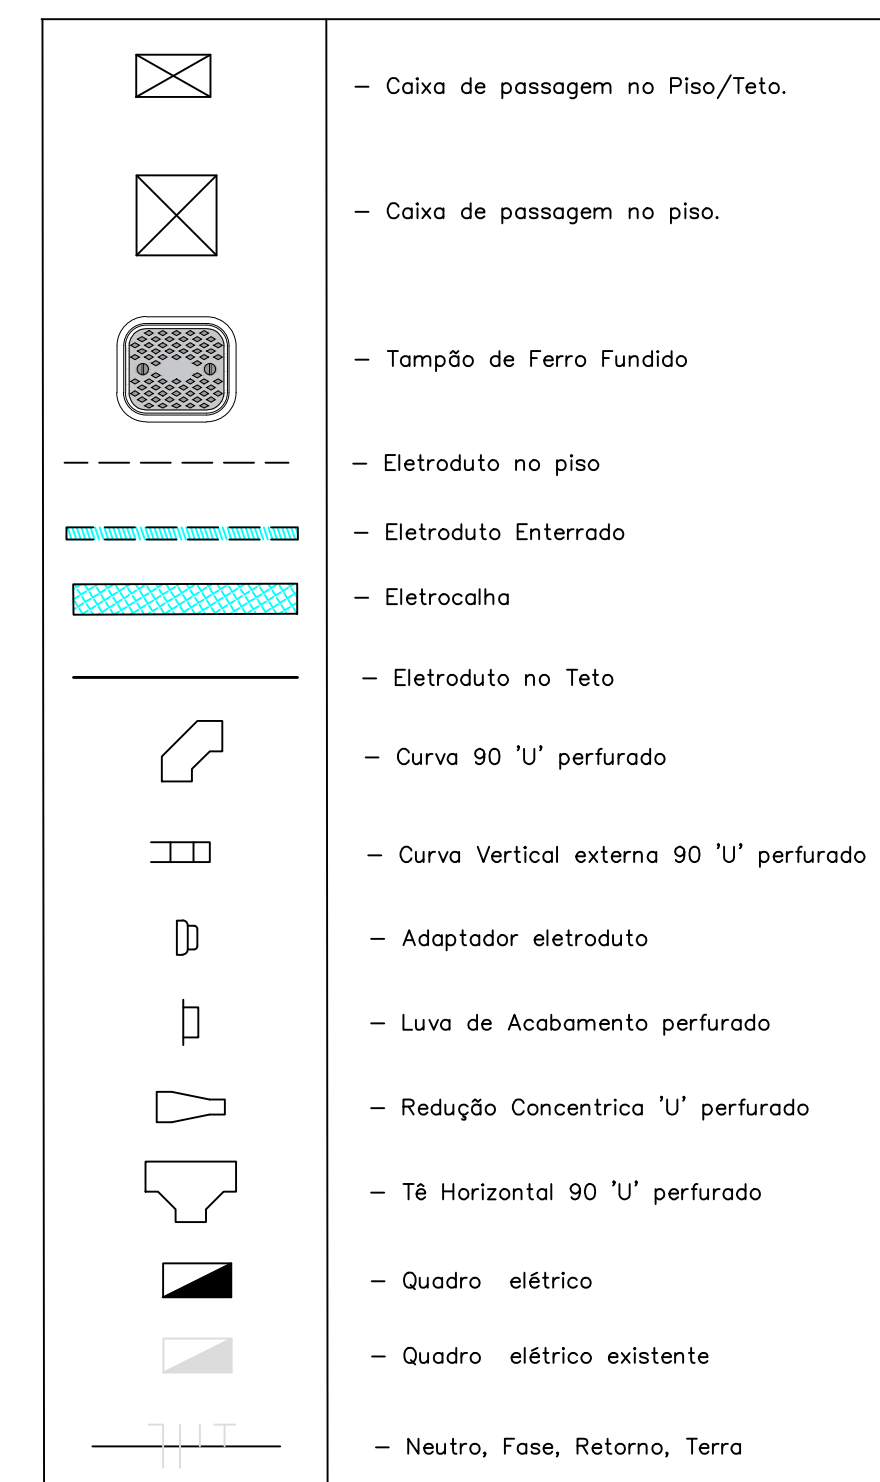 - Caixa de passagem no Piso/Teto.
- Caixa de passagem no piso.
- Tampão de Ferro Fundido
- Eletroduto no piso
- Eletroduto Enterrado
- Eletrocalha
- Eletroduto no Teto
- Curva 90 'U' perfurado
- Curva Vertical externa 90 'U' perfurado
- Adaptador eletroduto
- Luva de Acabamento perfurado
- Redução Concentrica 'U' perfurado
- Tê Horizontal 90 'U' perfurado
- Quadro elétrico
- Quadro elétrico existente
- Neutro, Fase, Retorno, Terra